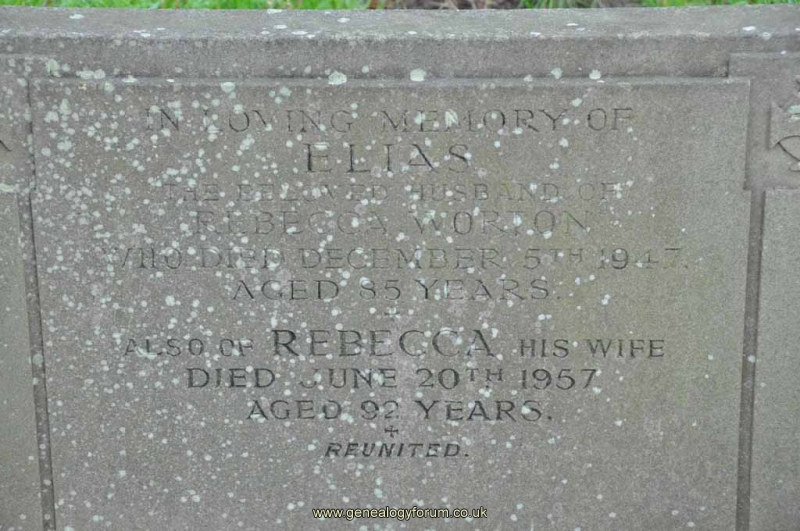 IN LOVING MEMORY OF
ELIAS
THE BELOVED HUSBAND OF
REBECCA WORTON
WHO DIED DECEMBER 5TH 1947.
AGED 85 YEARS.
ALSO OF REBECCA HIS WIFE
DIED JUNE 20TH 1957
AGED 92 YEARS.
REUNITED.
www.genealogyforum.co.uk